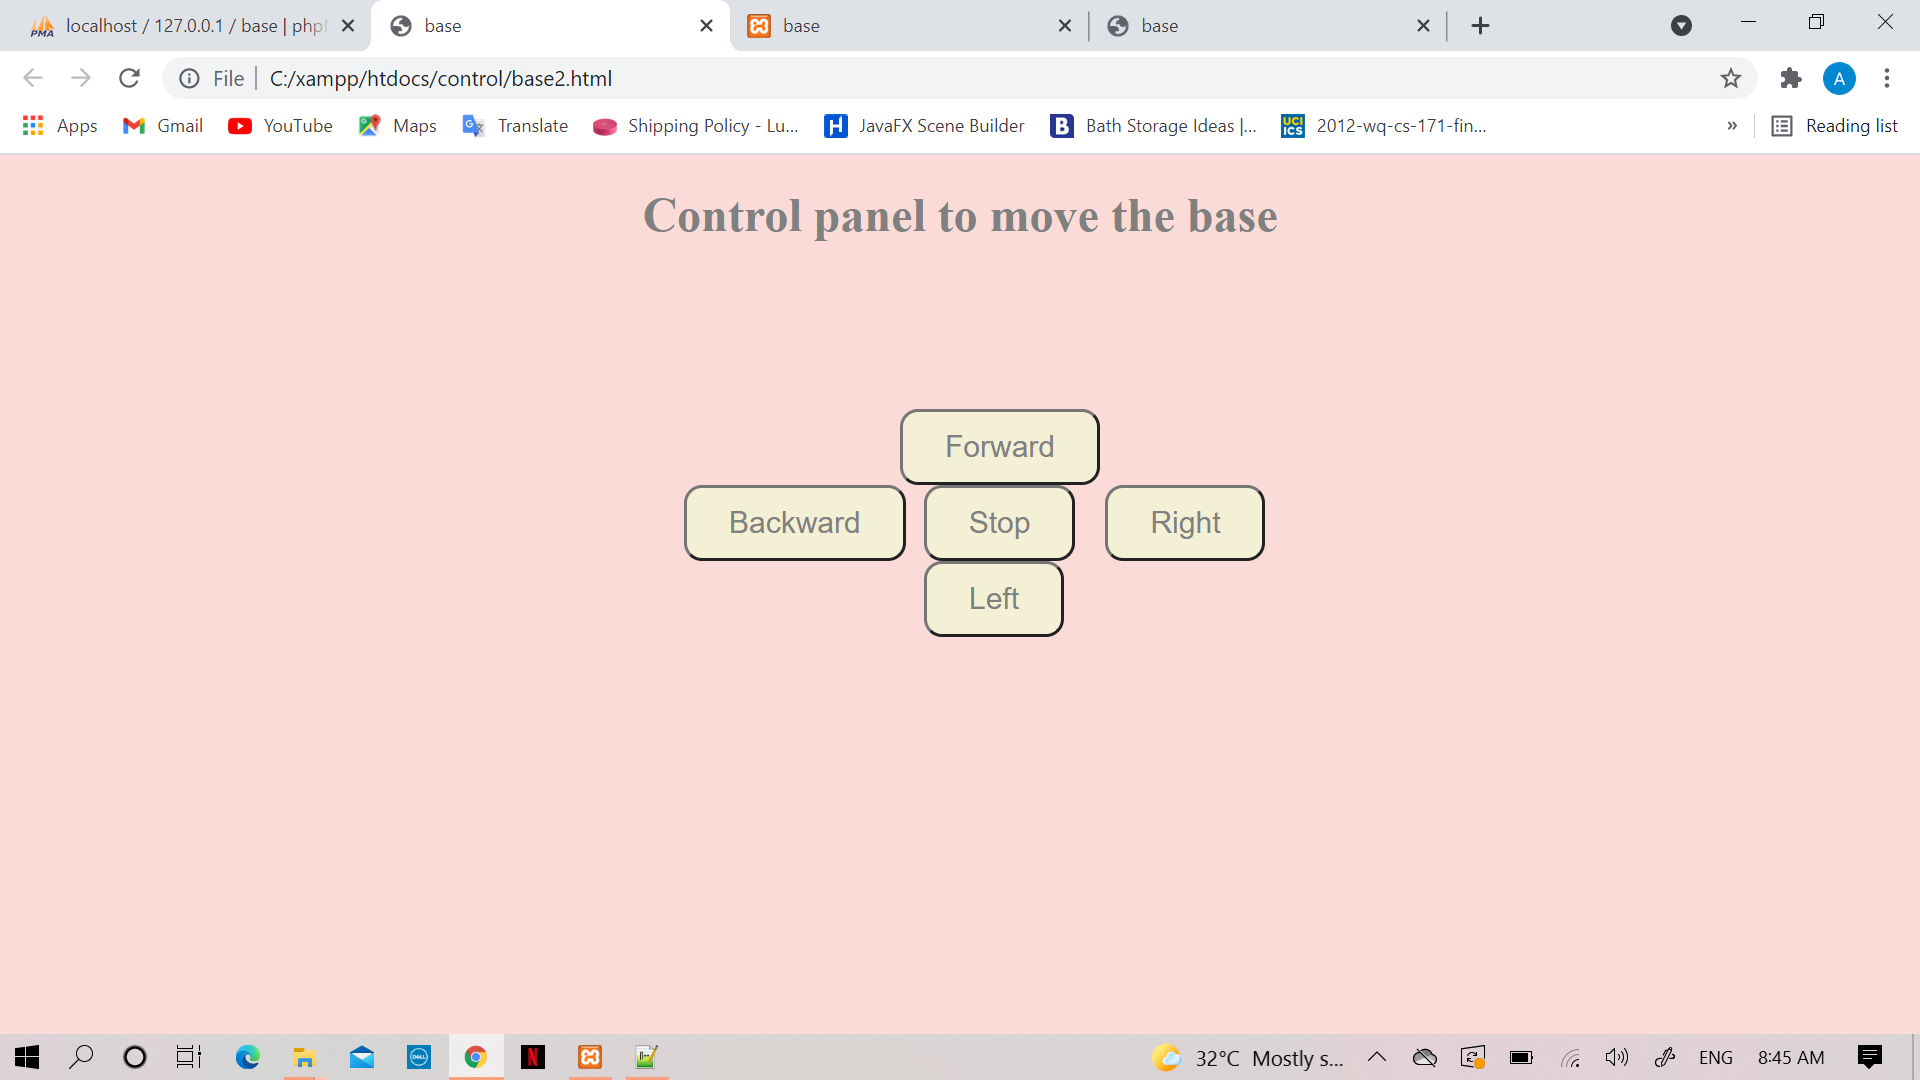 localhost / 127.0.0.1 / base | php
base
base
base
File
C:/xampp/htdocs/control/base2.html
A
Apps
Gmail
YouTube
Maps
Translate
Shipping Policy - Lu...
H
JavaFX Scene Builder
B
Bath Storage Ideas |...
UCI ICS
2012-wq-cs-171-fin...
»
Reading list
Control panel to move the base
Forward
Backward
Stop
Right
Left
32°C Mostly s...
ENG
8:45 AM